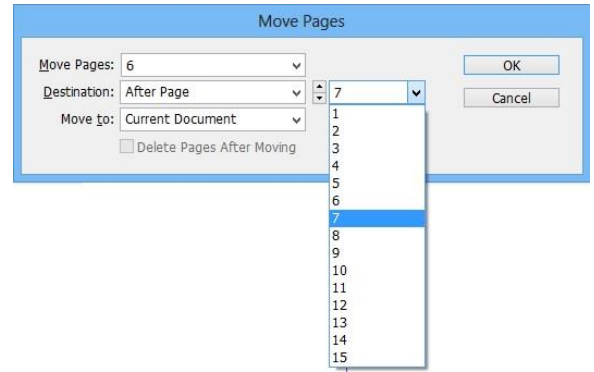 Move Pages
Move Pages: 6
OK
Destination: After Page 7
Cancel
Move to: Current Document
Delete Pages After Moving
1
2
3
4
5
6
7
8
9
10
11
12
13
14
15